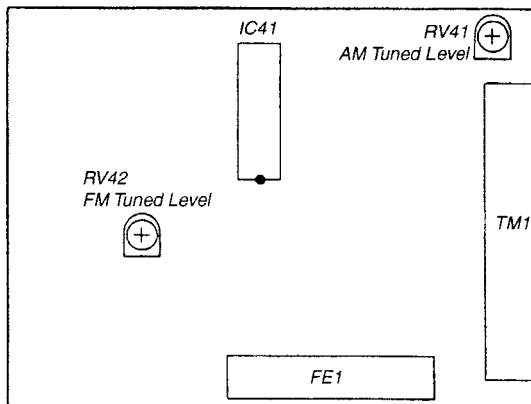 IC41
RV41
AM Tuned Level
RV42
FM Tuned Level
TM1
FE1